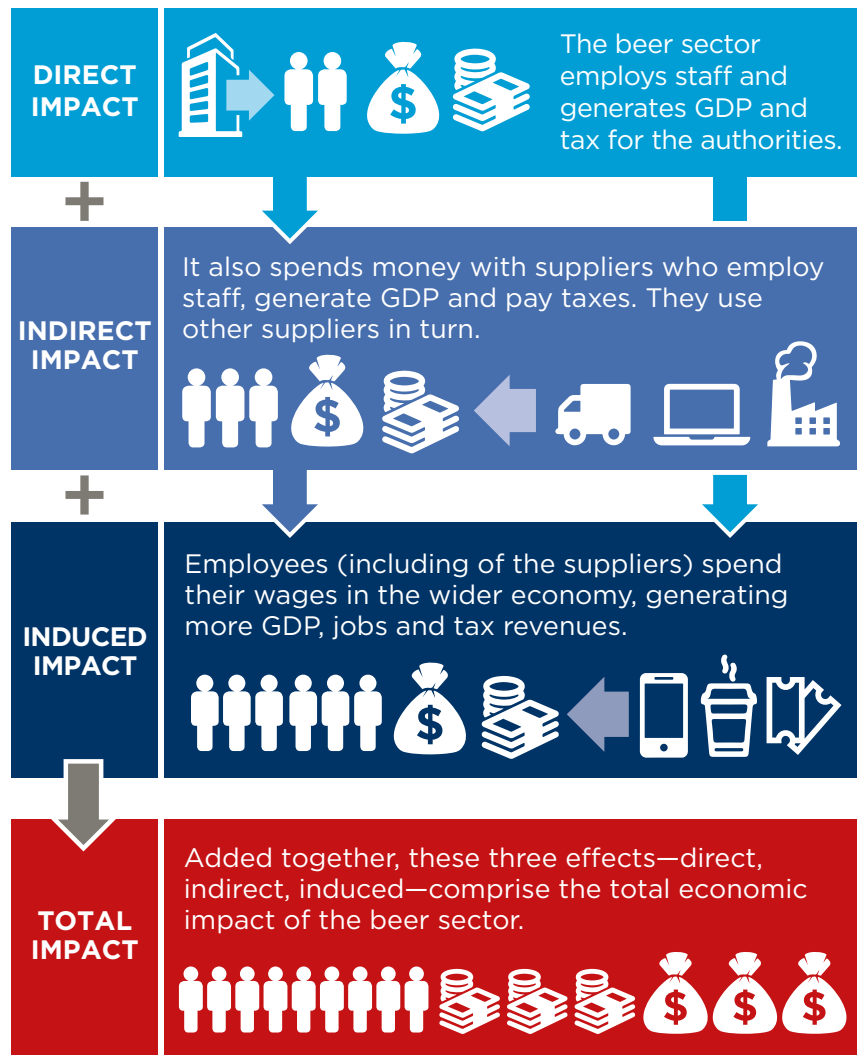 DIRECT
IMPACT
$
The beer sector
employs staff and
generates GDP and
tax for the authorities.
+
INDIRECT
IMPACT
It also spends money with suppliers who employ
staff, generate GDP and pay taxes. They use
other suppliers in turn.
$
+
INDUCED
IMPACT
Employees (including of the suppliers) spend
their wages in the wider economy, generating
more GDP, jobs and tax revenues.
$
TOTAL
IMPACT
Added together, these three effects—direct,
indirect, induced—comprise the total economic
impact of the beer sector.
$ $ $